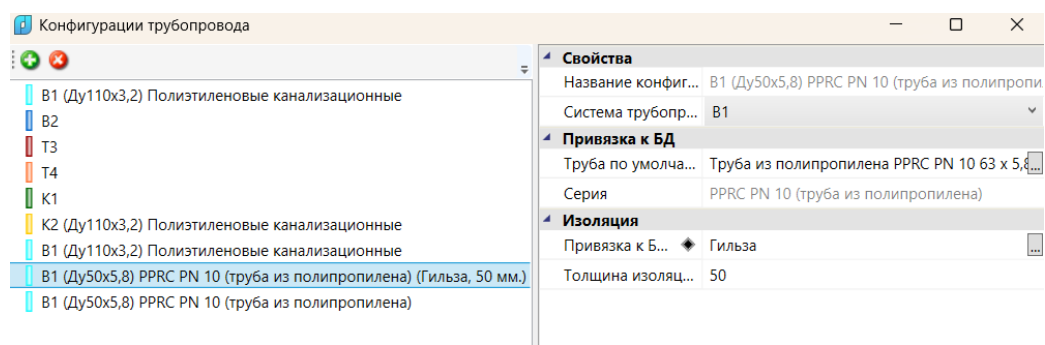 Конфигурации трубопровода
В1 (Ду110х3,2) Полиэтиленовые канализационные
В2
Т3
Т4
К1
К2 (Ду110х3,2) Полиэтиленовые канализационные
В1 (Ду110х3,2) Полиэтиленовые канализационные
В1 (Ду50х5,8) PPRC PN 10 (труба из полипропилена) (Гильза, 50 мм.)
В1 (Ду50х5,8) PPRC PN 10 (труба из полипропилена)
Свойства
Название конфиг... В1 (Ду50х5,8) PPRC PN 10 (труба из полипропи
Система трубопр... В1
Привязка к БД
Труба по умолча... Труба из полипропилена PPRC PN 10 63 x 5,8 ...
Серия PPRC PN 10 (труба из полипропилена)
Изоляция
Привязка к Б... Гильза ...
Толщина изоляц... 50